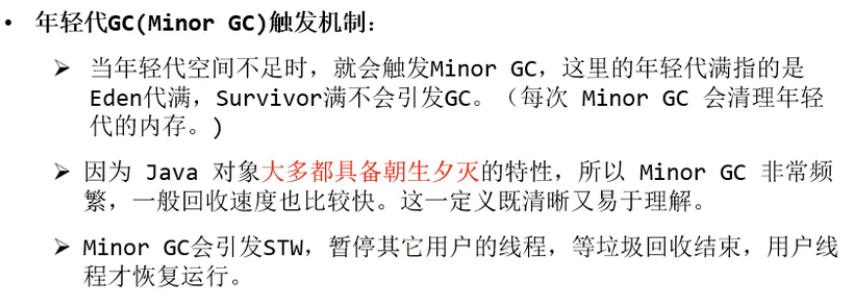 • 年轻代GC(Minor GC)触发机制：
➢ 当年轻代空间不足时，就会触发Minor GC，这里的年轻代满指的是
Eden代满，Survivor满不会引发GC。（每次 Minor GC 会清理年轻
代的内存。)
➢ 因为 Java 对象大多都具备朝生夕灭的特性，所以 Minor GC 非常频
繁，一般回收速度也比较快。这一定义既清晰又易于理解。
➢ Minor GC会引发STW，暂停其它用户的线程，等垃圾回收结束，用户线
程才恢复运行。